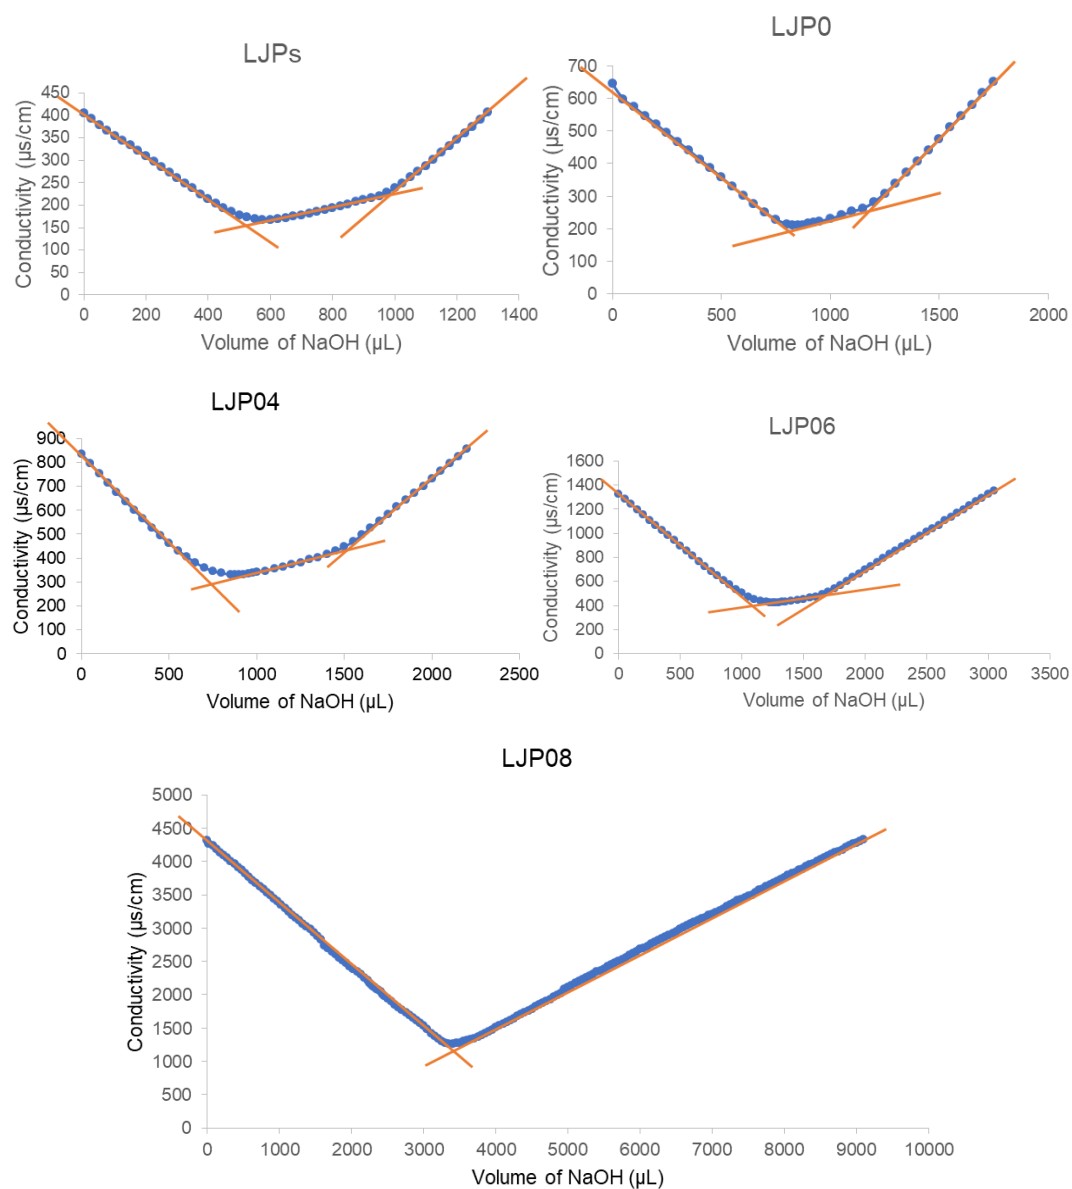 LJPs
Conductivity (µs/cm)
450
400
350
300
250
200
150
100
50
0
0 200 400 600 800 1000 1200 1400
Volume of NaOH (µL)
LJP0
Conductivity (µs/cm)
700
600
500
400
300
200
100
0
0 500 1000 1500 2000
Volume of NaOH (µL)
LJP04
Conductivity (µs/cm)
900
800
700
600
500
400
300
200
100
0
0 500 1000 1500 2000 2500
Volume of NaOH (µL)
LJP06
Conductivity (µs/cm)
1600
1400
1200
1000
800
600
400
200
0
0 500 1000 1500 2000 2500 3000 3500
Volume of NaOH (µL)
LJP08
Conductivity (µs/cm)
5000
4500
4000
3500
3000
2500
2000
1500
1000
500
0
0 1000 2000 3000 4000 5000 6000 7000 8000 9000 10000
Volume of NaOH (µL)